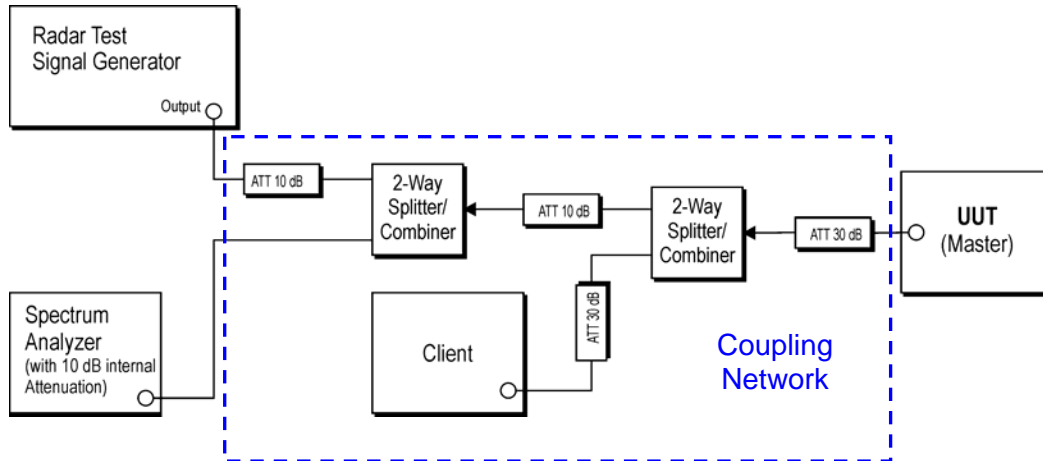 Radar Test
Signal Generator
Output
ATT 10 dB
2-Way
Splitter/
Combiner
ATT 10 dB
2-Way
Splitter/
Combiner
ATT 30 dB
UUT
(Master)
Spectrum
Analyzer
(with 10 dB internal
Attenuation)
Client
ATT 30 dB
Coupling
Network